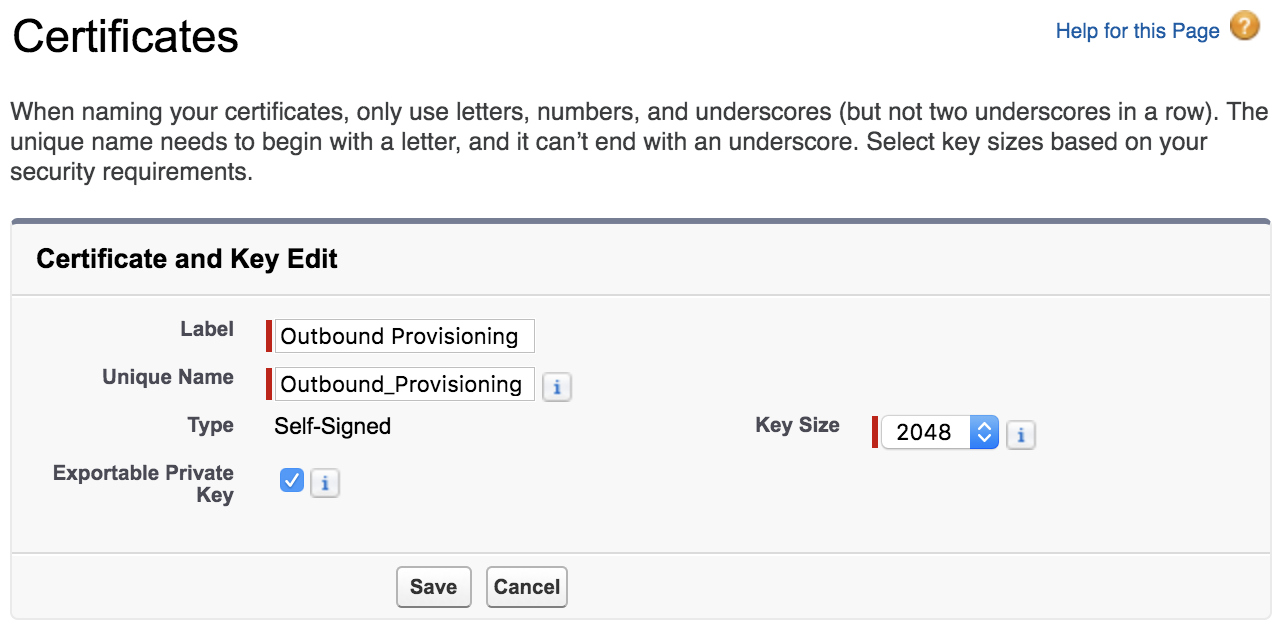 Certificates
Help for this Page
When naming your certificates, only use letters, numbers, and underscores (but not two underscores in a row). The
unique name needs to begin with a letter, and it can’t end with an underscore. Select key sizes based on your
security requirements.
Certificate and Key Edit
Label
Outbound Provisioning
Unique Name
Outbound_Provisioning
Type
Self-Signed
Key Size
2048
Exportable Private
Key
Save
Cancel